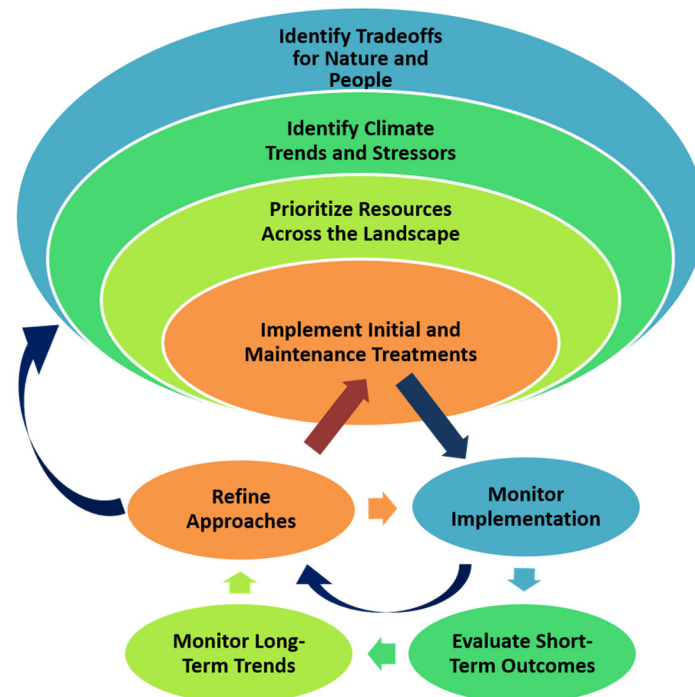 Identify Tradeoffs
for Nature and
People
Identify Climate
Trends and Stressors
Prioritize Resources
Across the Landscape
Implement Initial and
Maintenance Treatments
Refine
Approaches
Monitor
Implementation
Monitor Long-
Term Trends
Evaluate Short-
Term Outcomes